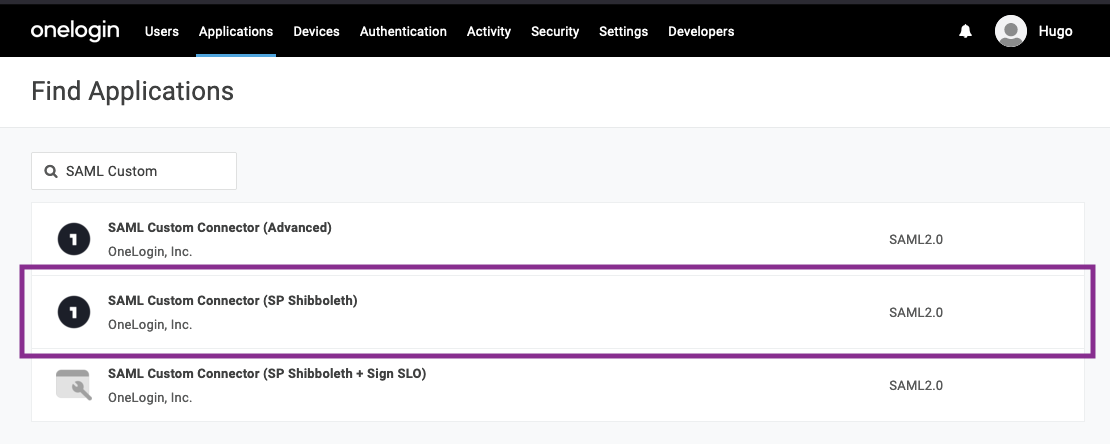 onelogin Users Applications Devices Authentication Activity Security Settings Developers Hugo
Find Applications
SAML Custom
SAML Custom Connector (Advanced)
OneLogin, Inc.
SAML2.0
SAML Custom Connector (SP Shibboleth)
OneLogin, Inc.
SAML2.0
SAML Custom Connector (SP Shibboleth + Sign SLO)
OneLogin, Inc.
SAML2.0